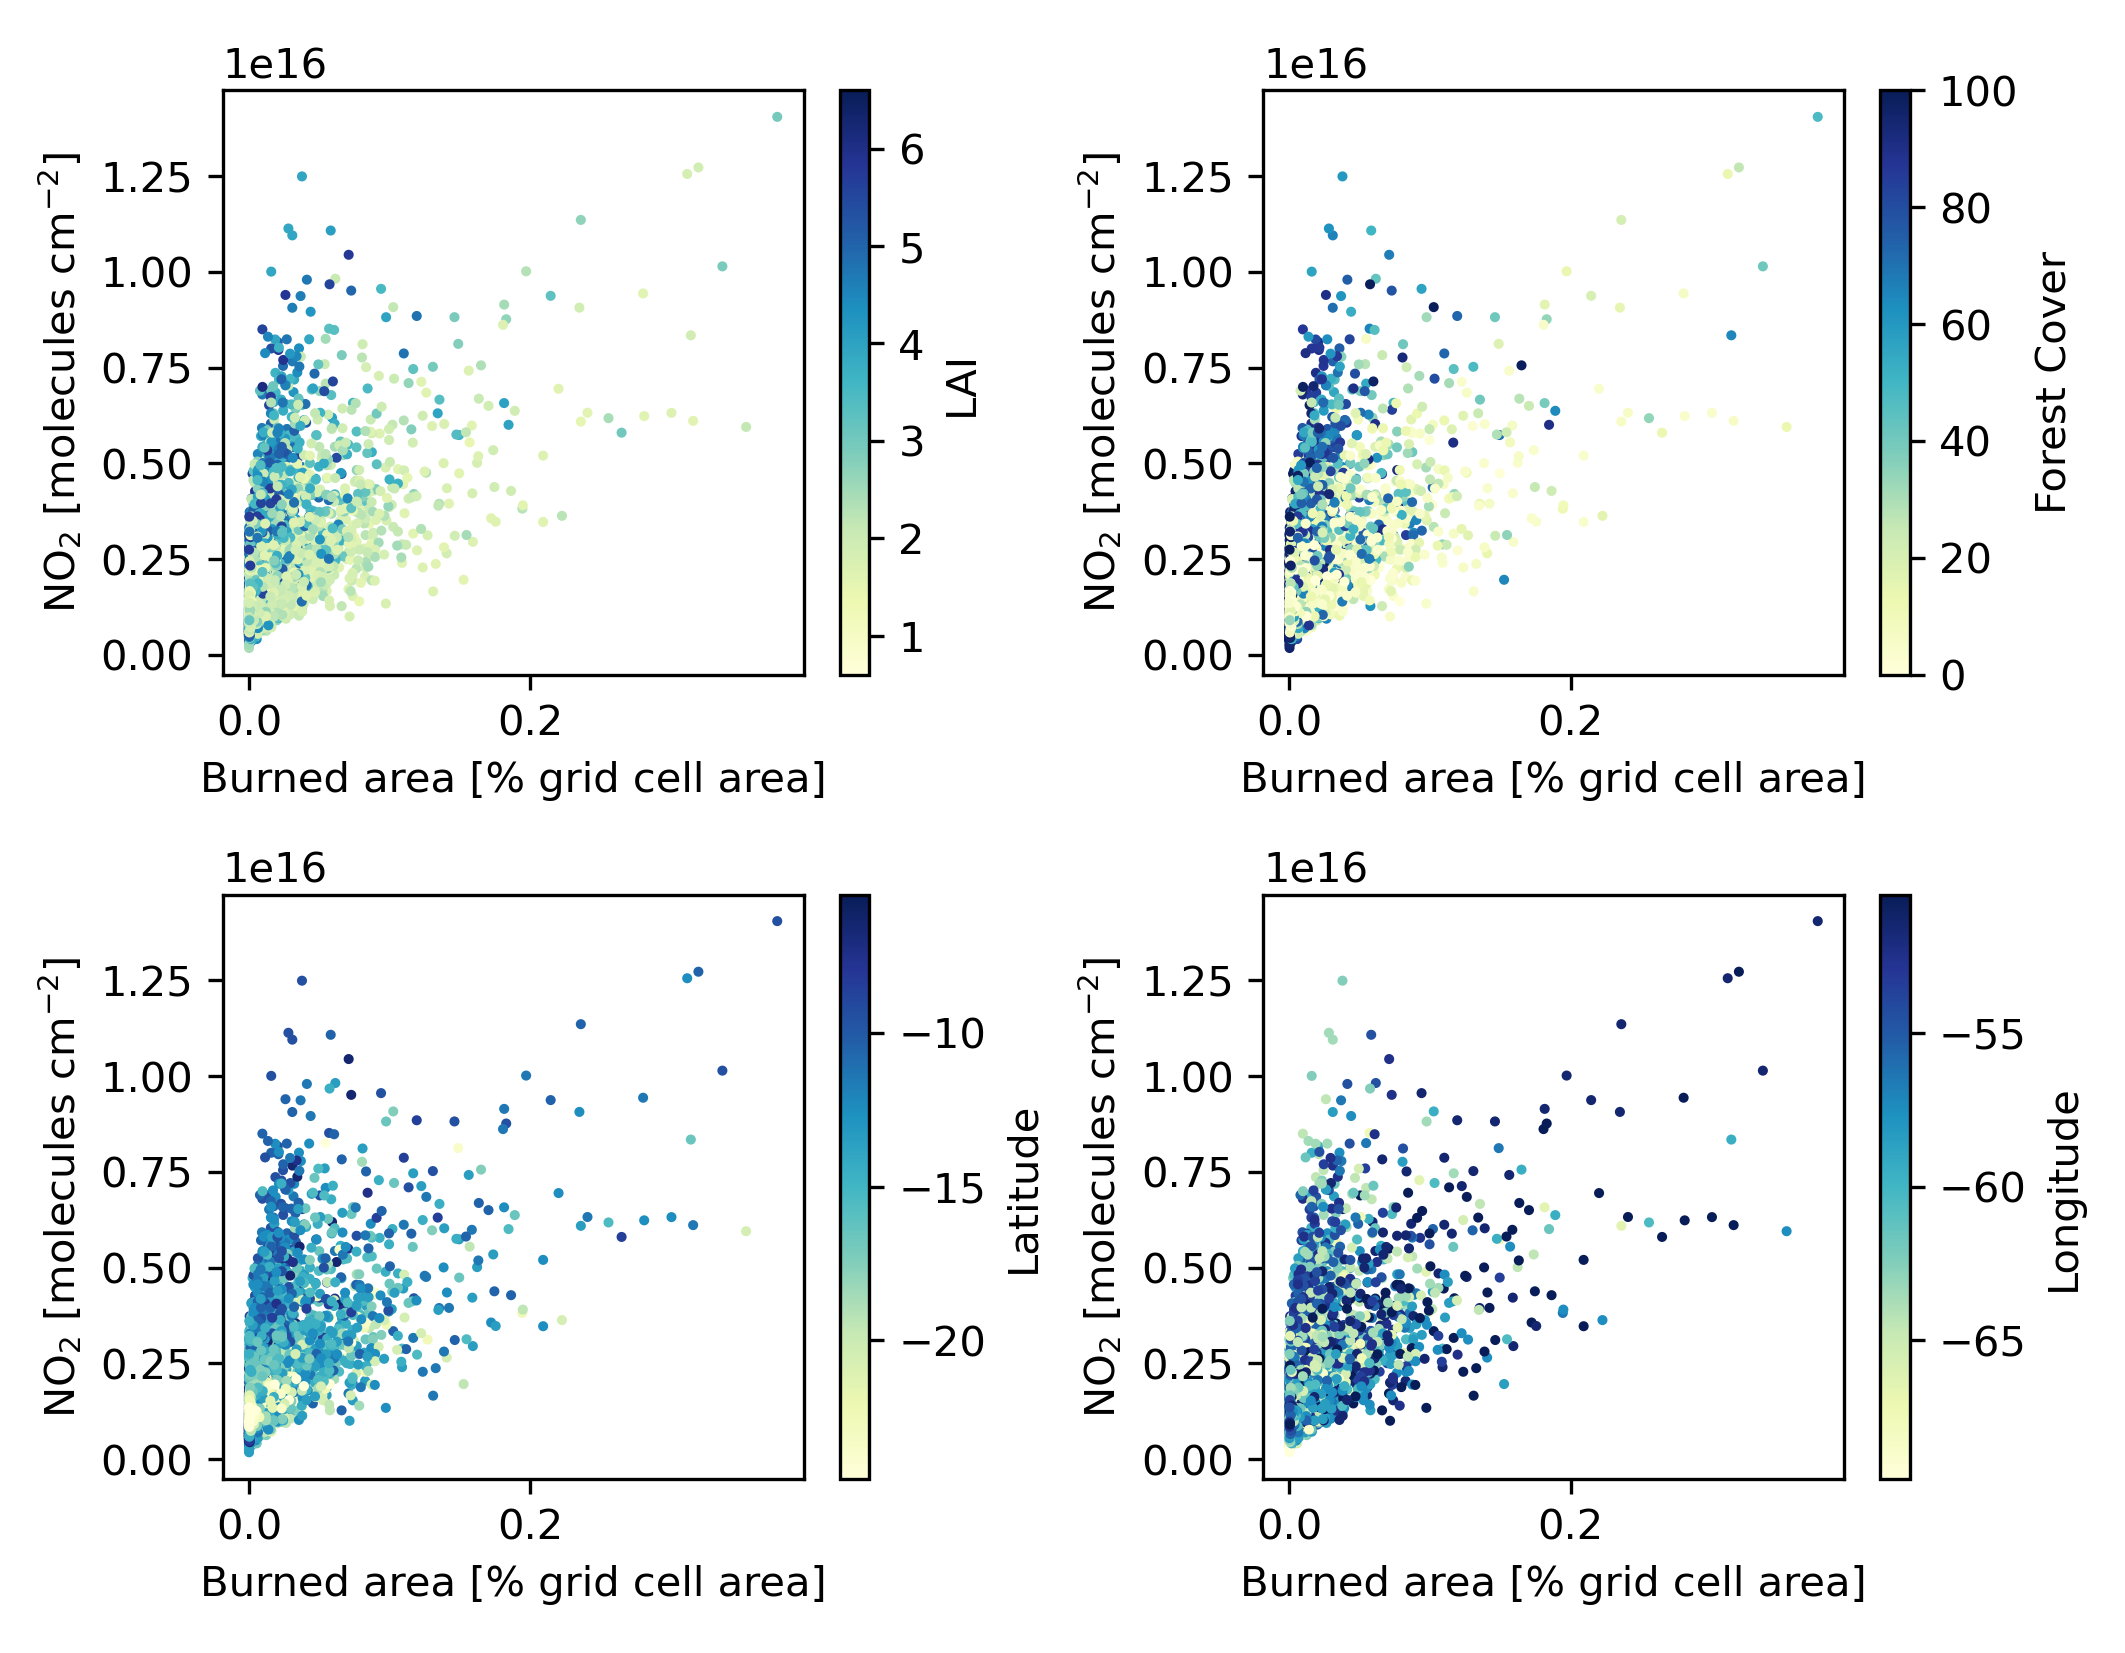 1e16
NO₂ [molecules cm⁻²]
1.25
1.00
0.75
0.50
0.25
0.00
0.0 0.2
Burned area [% grid cell area]
6
5
4
3
2
1
LAI
1e16
NO₂ [molecules cm⁻²]
1.25
1.00
0.75
0.50
0.25
0.00
0.0 0.2
Burned area [% grid cell area]
100
80
60
40
20
0
Forest Cover
1e16
NO₂ [molecules cm⁻²]
1.25
1.00
0.75
0.50
0.25
0.00
0.0 0.2
Burned area [% grid cell area]
−10
−15
−20
Latitude
1e16
NO₂ [molecules cm⁻²]
1.25
1.00
0.75
0.50
0.25
0.00
0.0 0.2
Burned area [% grid cell area]
−55
−60
−65
Longitude